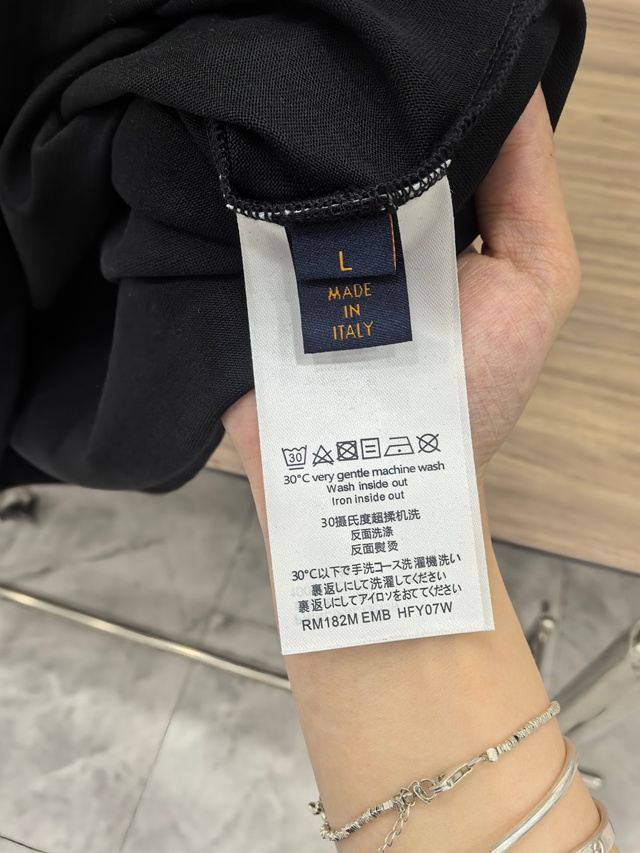 L
MADE
IN
ITALY
30
30°C very gentle machine wash
Wash inside out
Iron inside out
30摄氏度超揉机洗
反面洗涤
反面熨烫
30℃以下で手洗コース洗濯機洗い
裏返しにして洗濯してください
裏返しにしてアイロンをおてください
RM182M EMB HFY07W